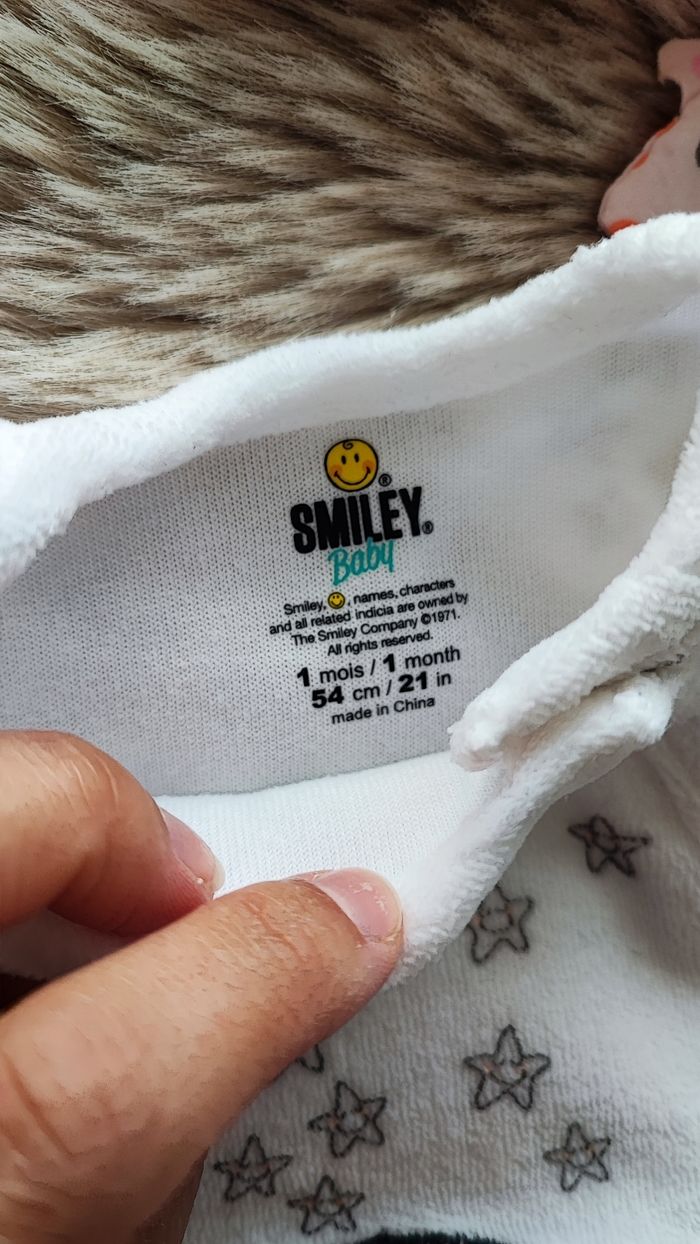 ®
SMILEY®
Baby
Smiley, , names, characters
and all related indicia are owned by
The Smiley Company ©1971.
All rights reserved.
1 mois / 1 month
54 cm / 21 in
made in China